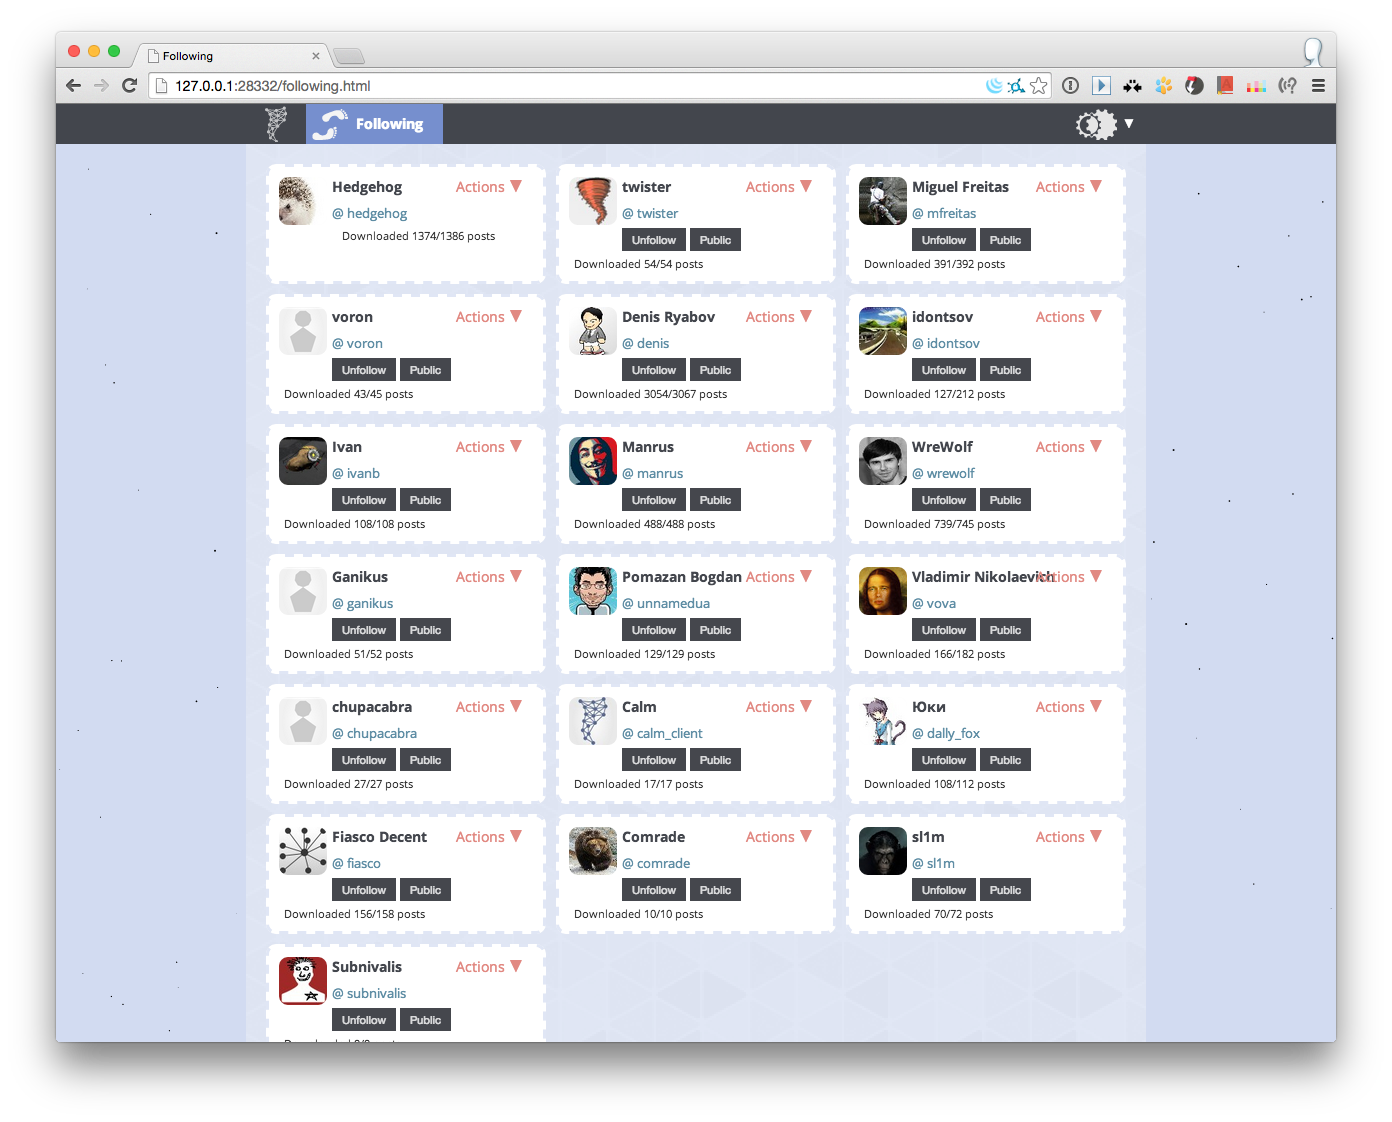 Following
127.0.0.1:28332/following.html
Following
Hedgehog Actions
@ hedgehog
Downloaded 1374/1386 posts
twister Actions
@ twister
Unfollow Public
Downloaded 54/54 posts
Miguel Freitas Actions
@ mfreitas
Unfollow Public
Downloaded 391/392 posts
voron Actions
@ voron
Unfollow Public
Downloaded 43/45 posts
Denis Ryabov Actions
@ denis
Unfollow Public
Downloaded 3054/3067 posts
idontsov Actions
@ idontsov
Unfollow Public
Downloaded 127/212 posts
Ivan Actions
@ ivanb
Unfollow Public
Downloaded 108/108 posts
Manrus Actions
@ manrus
Unfollow Public
Downloaded 488/488 posts
WreWolf Actions
@ wrewolf
Unfollow Public
Downloaded 739/745 posts
Ganikus Actions
@ ganikus
Unfollow Public
Downloaded 51/52 posts
Pomazan Bogdan Actions
@ unnamedua
Unfollow Public
Downloaded 129/129 posts
Vladimir Nikolaevith Actions
@ vova
Unfollow Public
Downloaded 166/182 posts
chupacabra Actions
@ chupacabra
Unfollow Public
Downloaded 27/27 posts
Calm Actions
@ calm_client
Unfollow Public
Downloaded 17/17 posts
Юки Actions
@ dally_fox
Unfollow Public
Downloaded 108/112 posts
Fiasco Decent Actions
@ fiasco
Unfollow Public
Downloaded 156/158 posts
Comrade Actions
@ comrade
Unfollow Public
Downloaded 10/10 posts
sl1m Actions
@ sl1m
Unfollow Public
Downloaded 70/72 posts
Subnivalis Actions
@ subnivalis
Unfollow Public